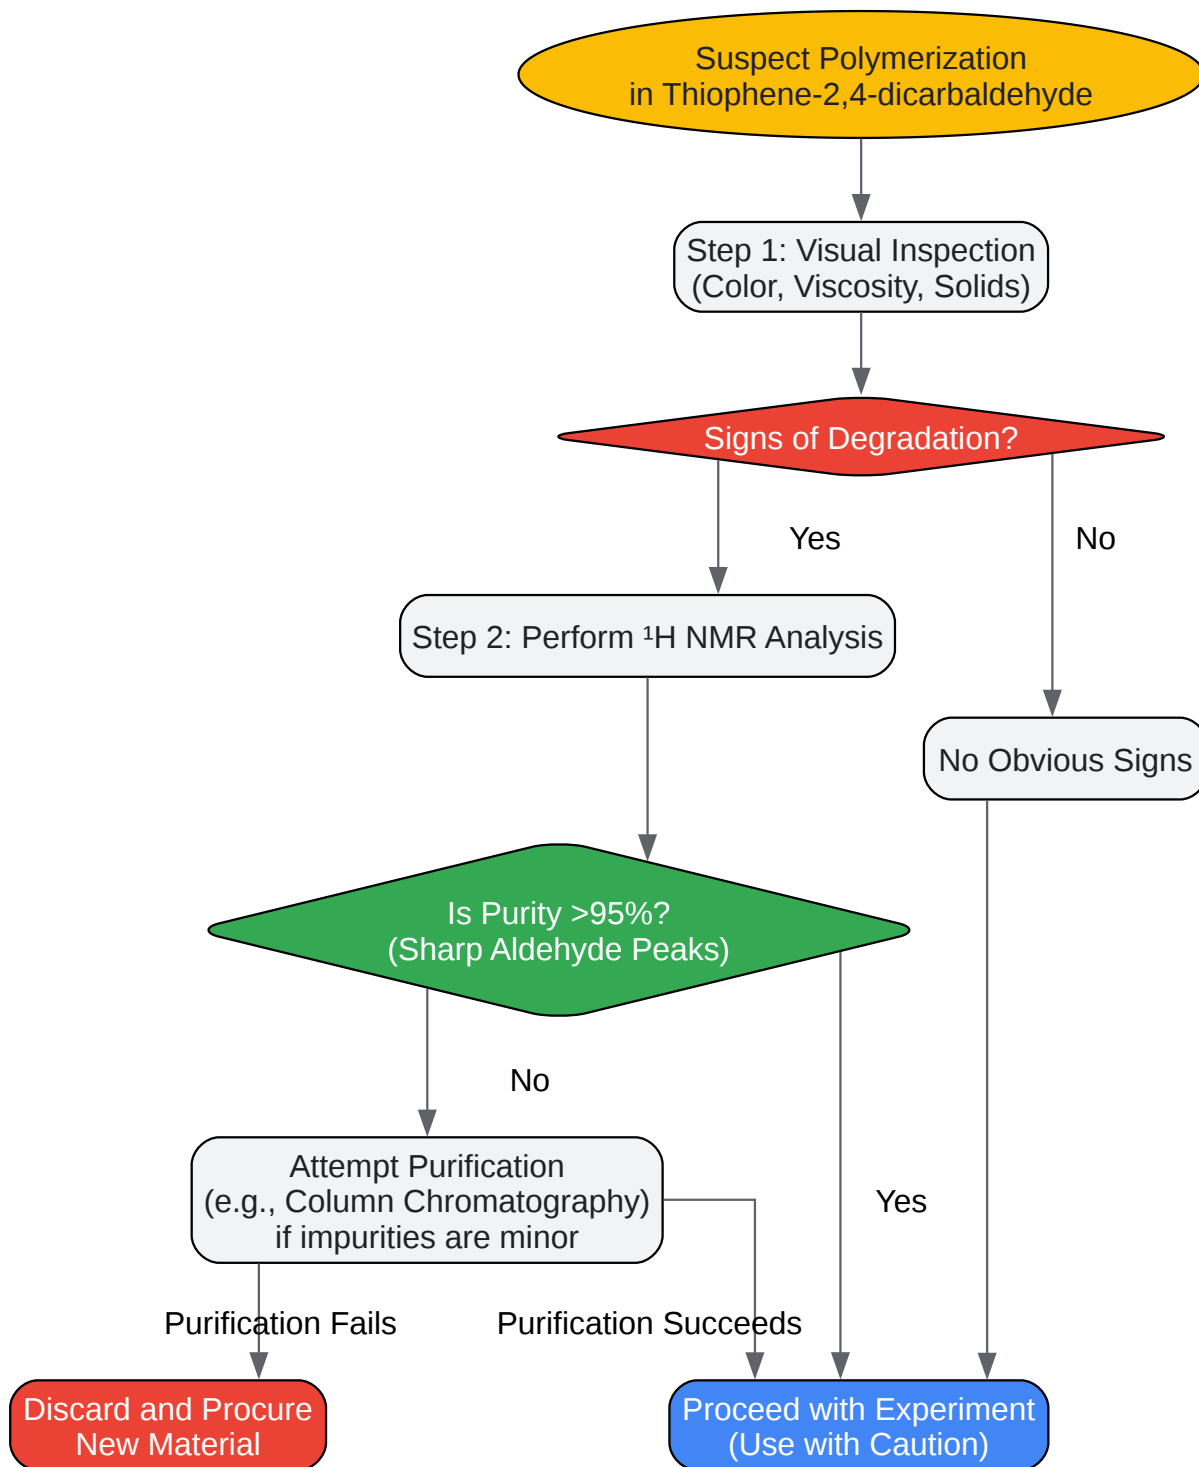 Suspect Polymerization
in Thiophene-2,4-dicarbaldehyde
Step 1: Visual Inspection
(Color, Viscosity, Solids)
Signs of Degradation?
Yes
No
Step 2: Perform ¹H NMR Analysis
No Obvious Signs
Is Purity >95%?
(Sharp Aldehyde Peaks)
No
Attempt Purification
(e.g., Column Chromatography)
if impurities are minor
Yes
Purification Fails
Purification Succeeds
Discard and Procure
New Material
Proceed with Experiment
(Use with Caution)